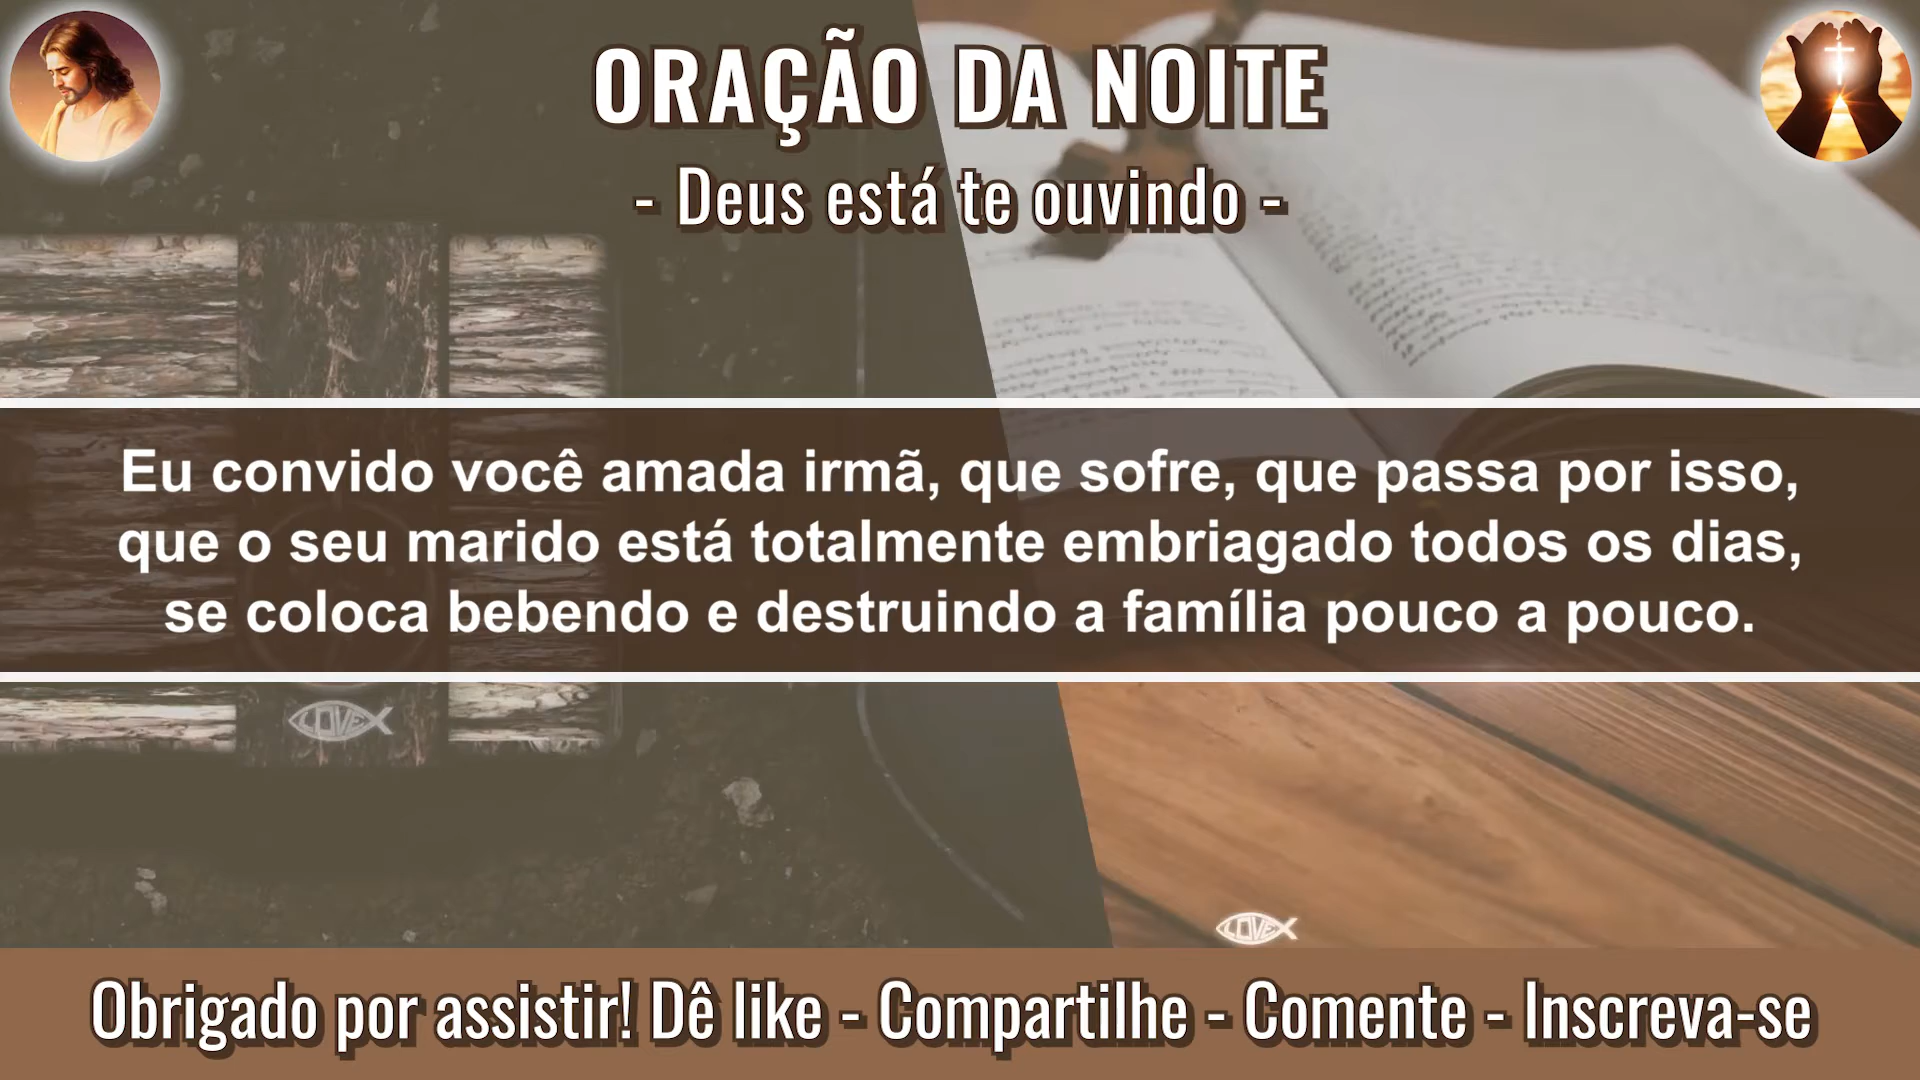 ORAÇÃO DA NOITE
- Deus está te ouvindo -
Eu convido você amada irmã, que sofre, que passa por isso,
que o seu marido está totalmente embriagado todos os dias,
se coloca bebendo e destruindo a família pouco a pouco.
LOVE
LOVE
Obrigado por assistir! Dê like - Compartilhe - Comente - Inscreva-se